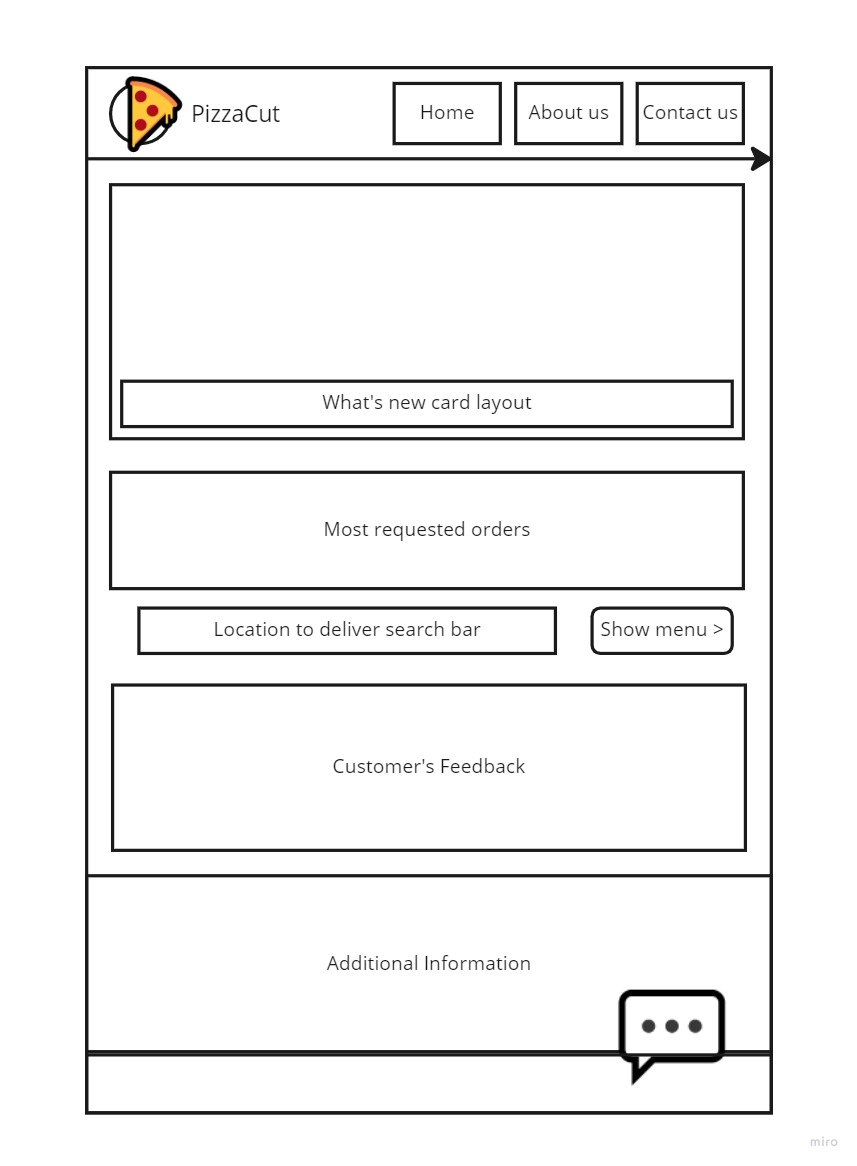 PizzaCut
Home
About us
Contact us
What's new card layout
Most requested orders
Location to deliver search bar
Show menu >
Customer's Feedback
Additional Information
miro